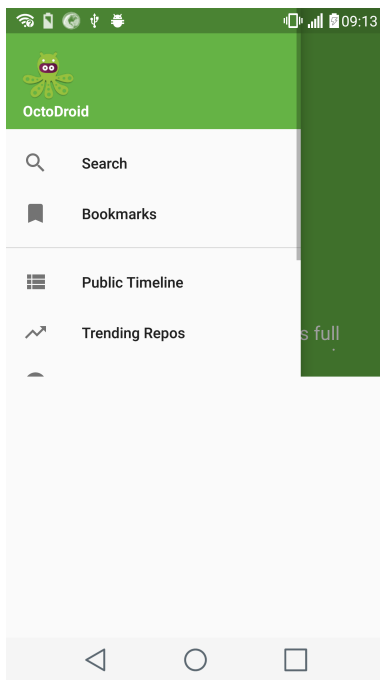 09:13
OctoDroid
Search
Bookmarks
Public Timeline
Trending Repos
s full